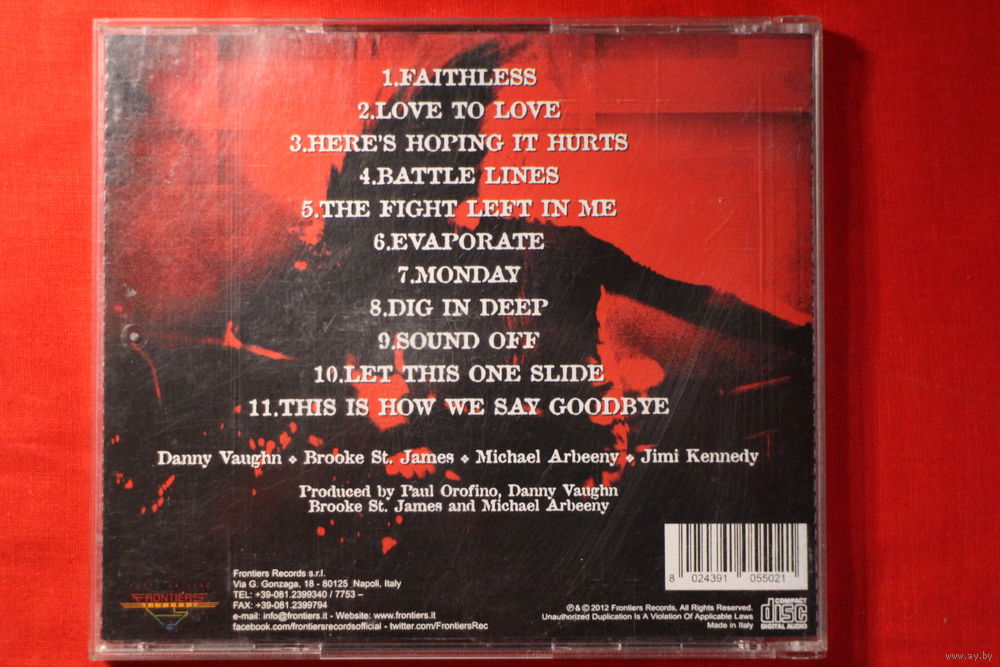 1.FAITHLESS
2.LOVE TO LOVE
3.HERE'S HOPING IT HURTS
4.BATTLE LINES
5.THE FIGHT LEFT IN ME
6.EVAPORATE
7.MONDAY
8.DIG IN DEEP
9.SOUND OFF
10.LET THIS ONE SLIDE
11.THIS IS HOW WE SAY GOODBYE
Danny Vaughn ⬥ Brooke St. James ⬥ Michael Arbeeny ⬥ Jimi Kennedy
Produced by Paul Orofino, Danny Vaughn
Brooke St. James and Michael Arbeeny
FRONTIERS
RECORDS
Frontiers Records s.r.l.
Via G. Gonzaga, 18 - 80125 Napoli, Italy
TEL: +39-081.2399340 / 7753 –
FAX: +39-081.2399794
e-mail: info@frontiers.it - Website: www.frontiers.it
facebook.com/frontiersrecordsofficial - twitter.com/FrontiersRec
8 024391 055021
℗ & © 2012 Frontiers Records, All Rights Reserved.
Unauthorized Duplication Is A Violation Of Applicable Laws
Made in Italy
COMPACT
disc
DIGITAL AUDIO
www.ay.by